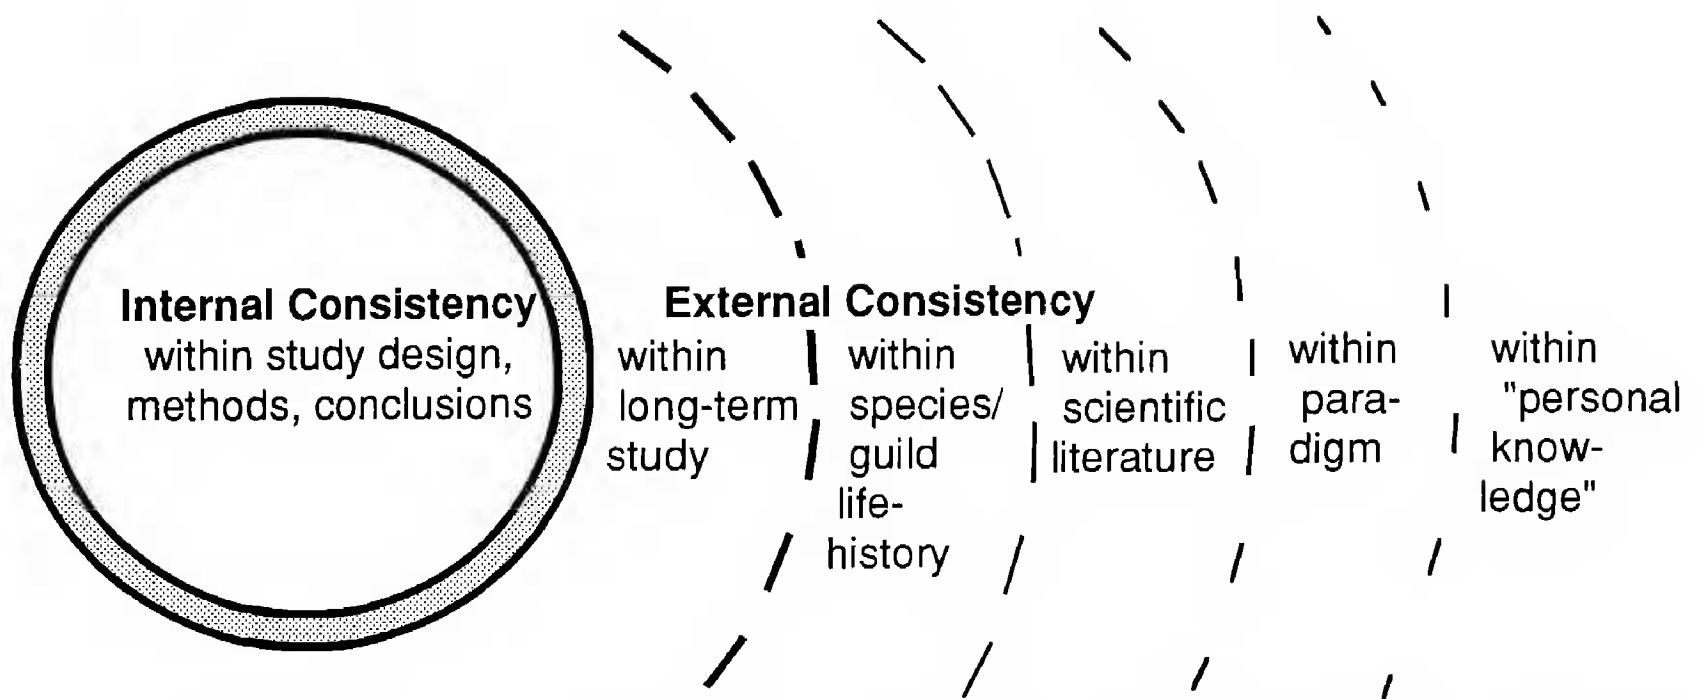 Internal Consistency
within study design,
methods, conclusions
External Consistency
within
long-term
study
within
species/
guild
life-
history
within
scientific
literature
within
para-
digm
within
"personal
know-
ledge"